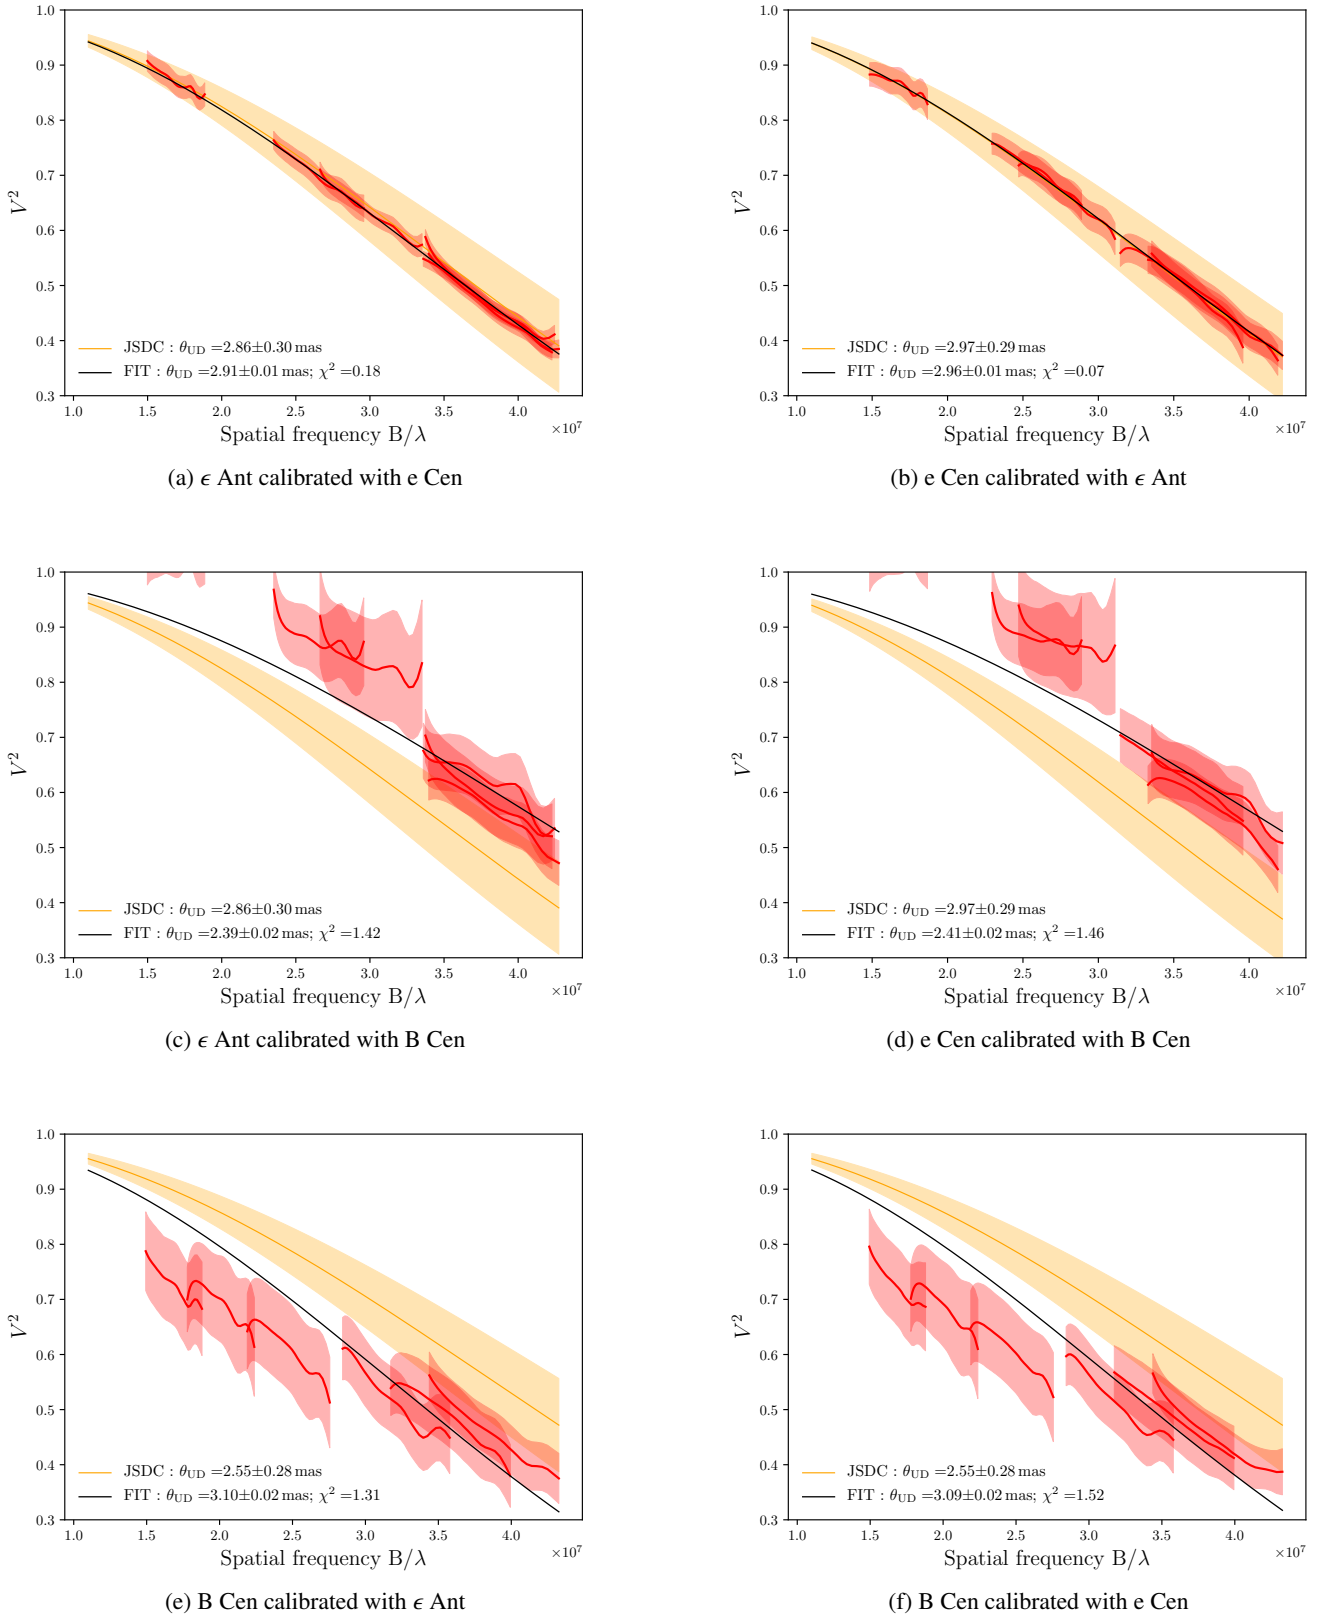 1.0
0.9
0.8
0.7
0.6
0.5
0.4
0.3
V²
JSDC : θ_UD =2.86±0.30 mas
FIT : θ_UD =2.91±0.01 mas; χ² =0.18
1.0 1.5 2.0 2.5 3.0 3.5 4.0
×10⁷
Spatial frequency B/λ
(a) ϵ Ant calibrated with e Cen
1.0
0.9
0.8
0.7
0.6
0.5
0.4
0.3
V²
JSDC : θ_UD =2.97±0.29 mas
FIT : θ_UD =2.96±0.01 mas; χ² =0.07
1.0 1.5 2.0 2.5 3.0 3.5 4.0
×10⁷
Spatial frequency B/λ
(b) e Cen calibrated with ϵ Ant
1.0
0.9
0.8
0.7
0.6
0.5
0.4
0.3
V²
JSDC : θ_UD =2.86±0.30 mas
FIT : θ_UD =2.39±0.02 mas; χ² =1.42
1.0 1.5 2.0 2.5 3.0 3.5 4.0
×10⁷
Spatial frequency B/λ
(c) ϵ Ant calibrated with B Cen
1.0
0.9
0.8
0.7
0.6
0.5
0.4
0.3
V²
JSDC : θ_UD =2.97±0.29 mas
FIT : θ_UD =2.41±0.02 mas; χ² =1.46
1.0 1.5 2.0 2.5 3.0 3.5 4.0
×10⁷
Spatial frequency B/λ
(d) e Cen calibrated with B Cen
1.0
0.9
0.8
0.7
0.6
0.5
0.4
0.3
V²
JSDC : θ_UD =2.55±0.28 mas
FIT : θ_UD =3.10±0.02 mas; χ² =1.31
1.0 1.5 2.0 2.5 3.0 3.5 4.0
×10⁷
Spatial frequency B/λ
(e) B Cen calibrated with ϵ Ant
1.0
0.9
0.8
0.7
0.6
0.5
0.4
0.3
V²
JSDC : θ_UD =2.55±0.28 mas
FIT : θ_UD =3.09±0.02 mas; χ² =1.52
1.0 1.5 2.0 2.5 3.0 3.5 4.0
×10⁷
Spatial frequency B/λ
(f) B Cen calibrated with e Cen